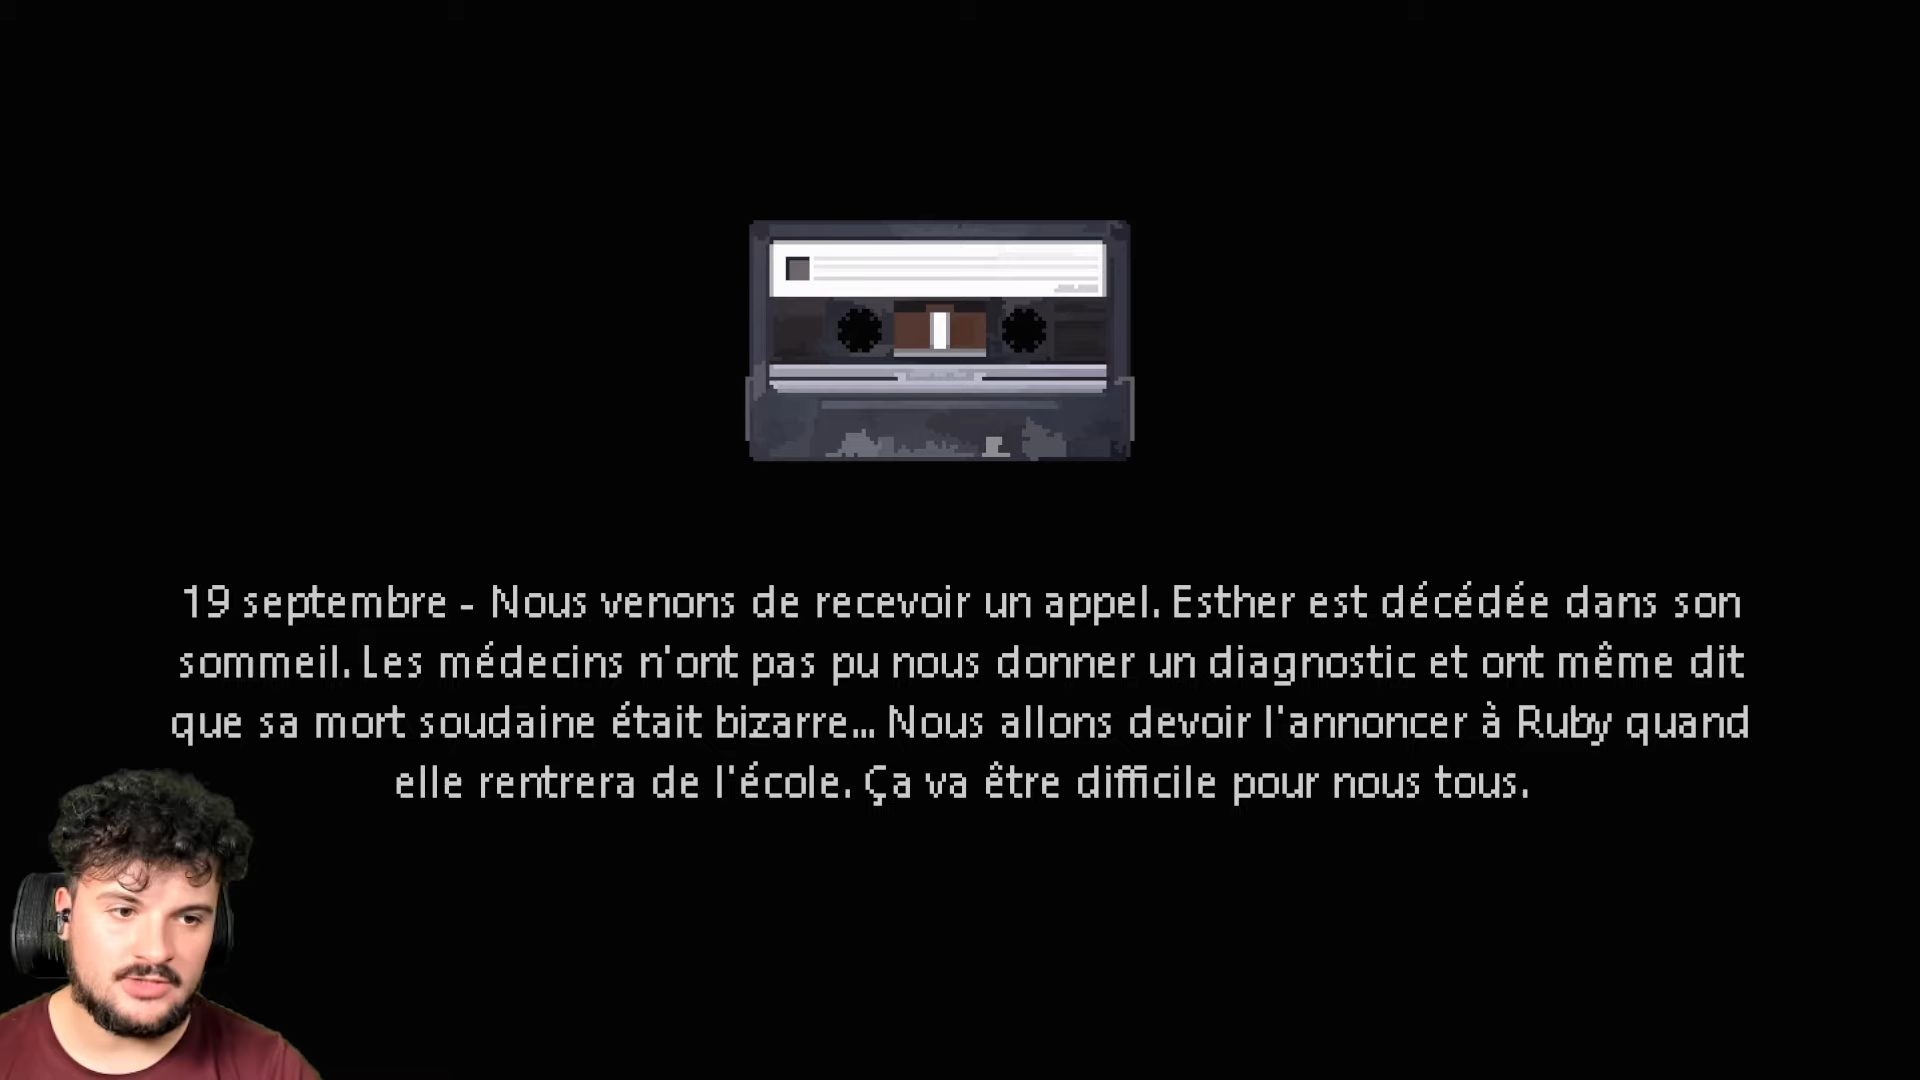 19 septembre - Nous venons de recevoir un appel. Esther est décédée dans son
sommeil. Les médecins n'ont pas pu nous donner un diagnostic et ont même dit
que sa mort soudaine était bizarre... Nous allons devoir l'annoncer à Ruby quand
elle rentrera de l'école. Ça va être difficile pour nous tous.